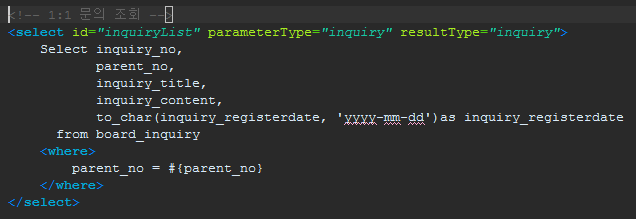 <!-- 1:1 문의 조회 -->
<select id="inquiryList" parameterType="inquiry" resultType="inquiry">
    Select inquiry_no,
           parent_no,
           inquiry_title,
           inquiry_content,
           to_char(inquiry_registerdate, 'yyyy-mm-dd')as inquiry_registerdate
      from board_inquiry
    <where>
        parent_no = #{parent_no}
    </where>
</select>